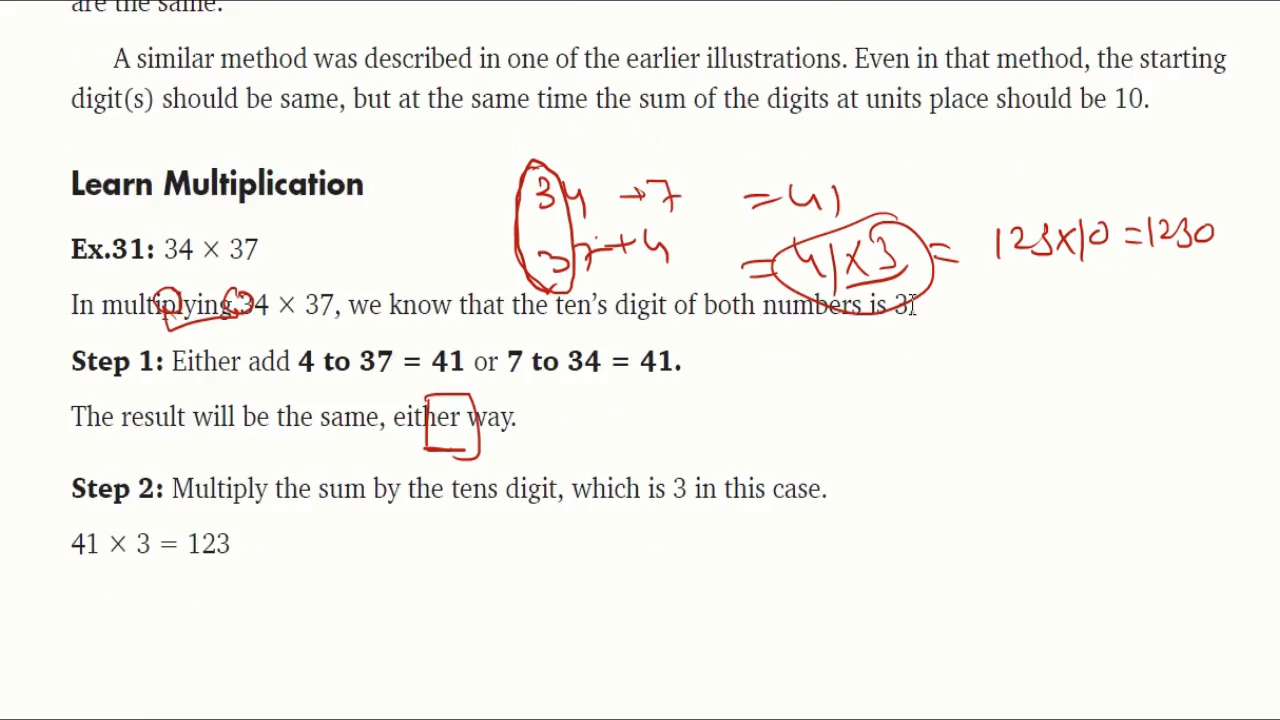 are the same.
A similar method was described in one of the earlier illustrations. Even in that method, the starting
digit(s) should be same, but at the same time the sum of the digits at units place should be 10.
Learn Multiplication
34 → 7 = 41
37 + 4 = 41 × 3 = 123×10 = 1230
Ex.31: 34 × 37
In multiplying 34 × 37, we know that the ten’s digit of both numbers is 3.
Step 1: Either add 4 to 37 = 41 or 7 to 34 = 41.
The result will be the same, either way.
Step 2: Multiply the sum by the tens digit, which is 3 in this case.
41 × 3 = 123